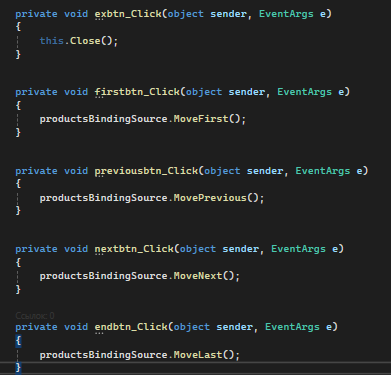 private void exbtn_Click(object sender, EventArgs e)
{
this.Close();
}
private void firstbtn_Click(object sender, EventArgs e)
{
productsBindingSource.MoveFirst();
}
private void previousbtn_Click(object sender, EventArgs e)
{
productsBindingSource.MovePrevious();
}
private void nextbtn_Click(object sender, EventArgs e)
{
productsBindingSource.MoveNext();
}
Ссылок: 0
private void endbtn_Click(object sender, EventArgs e)
{
productsBindingSource.MoveLast();
}